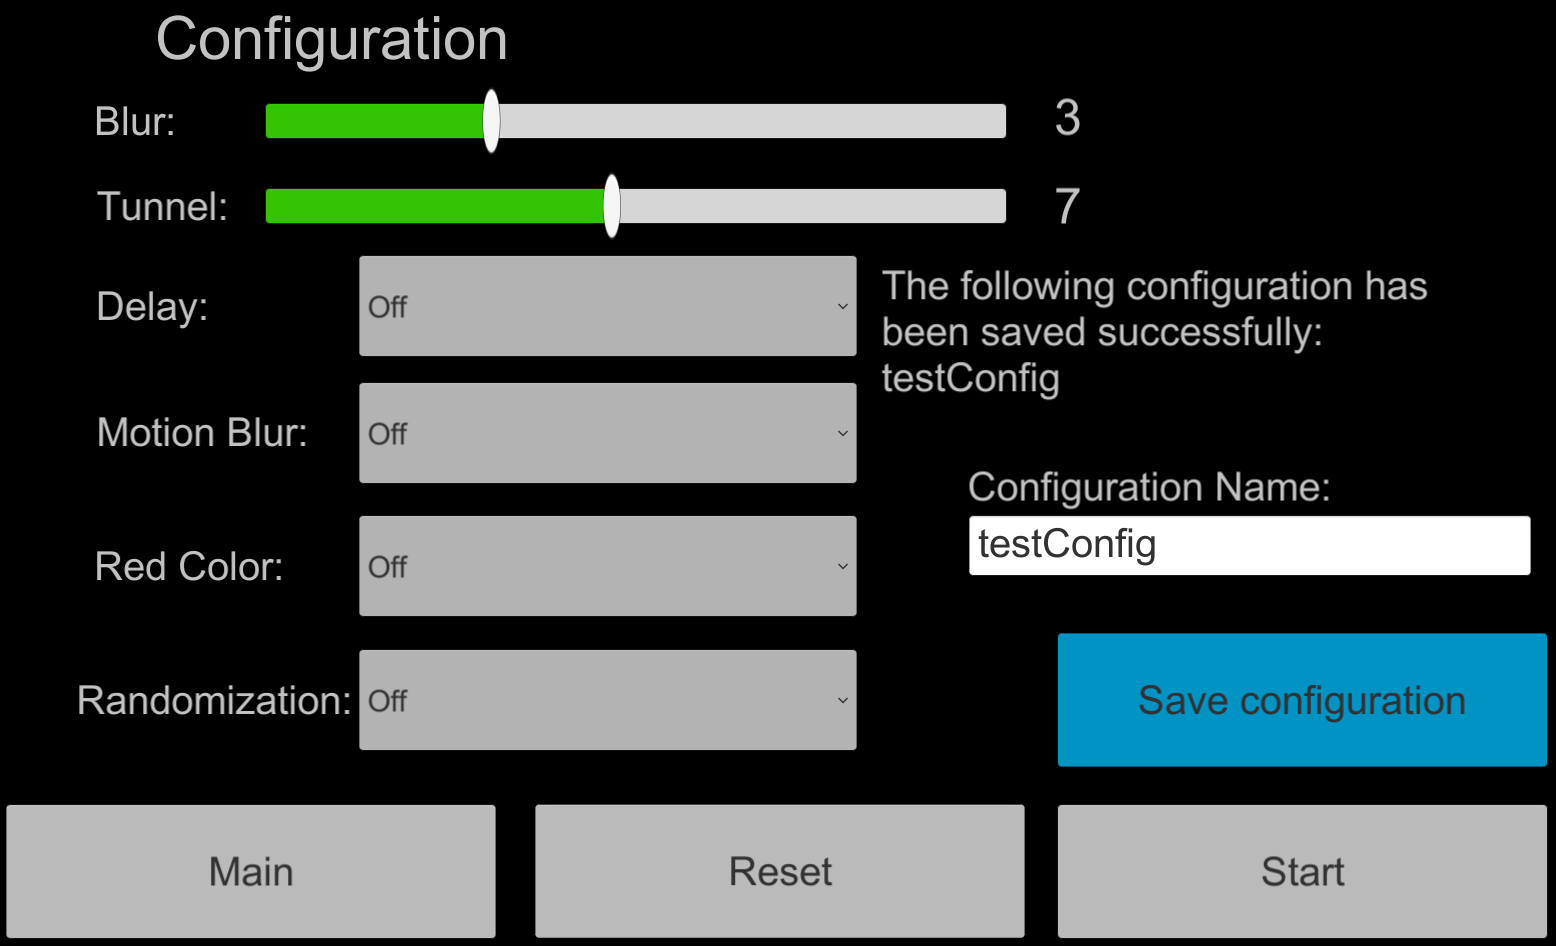 Configuration
Blur:
3
Tunnel:
7
Delay:
Off
The following configuration has
been saved successfully:
testConfig
Motion Blur:
Off
Configuration Name:
testConfig
Red Color:
Off
Randomization:
Off
Save configuration
Main
Reset
Start